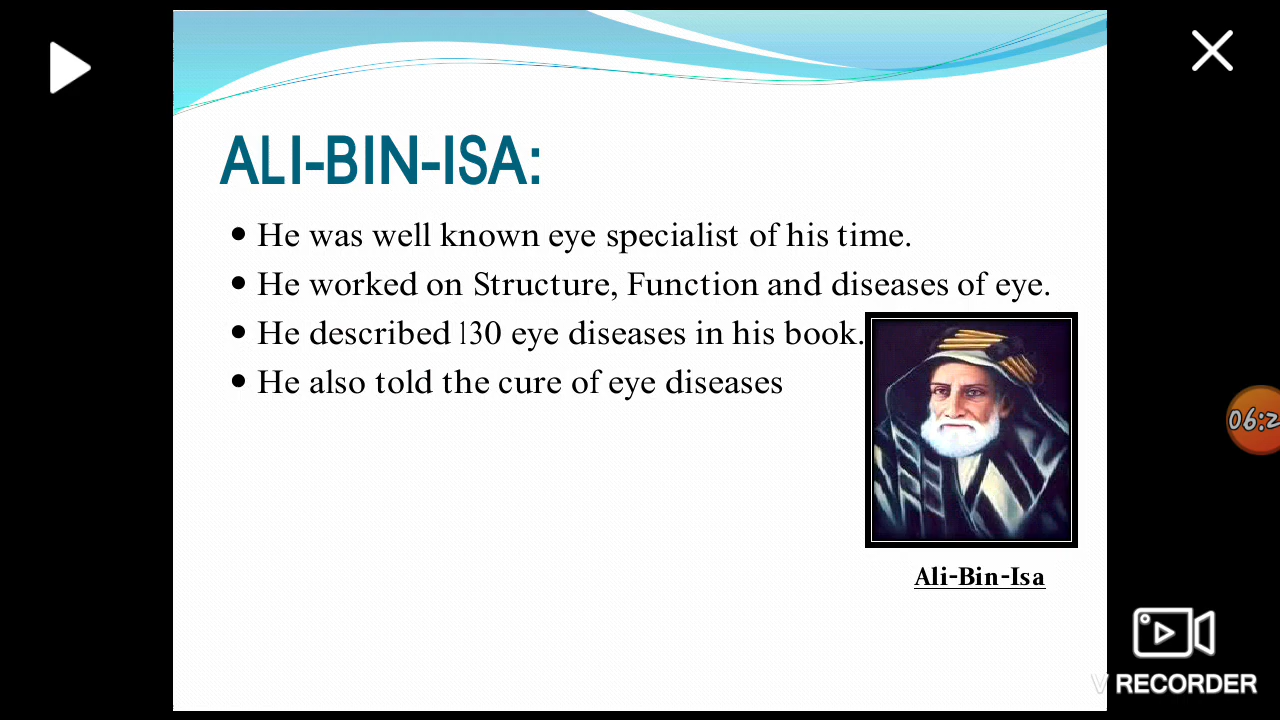 ALI-BIN-ISA:
• He was well known eye specialist of his time.
• He worked on Structure, Function and diseases of eye.
• He described 130 eye diseases in his book.
• He also told the cure of eye diseases
Ali-Bin-Isa
06:2
V RECORDER